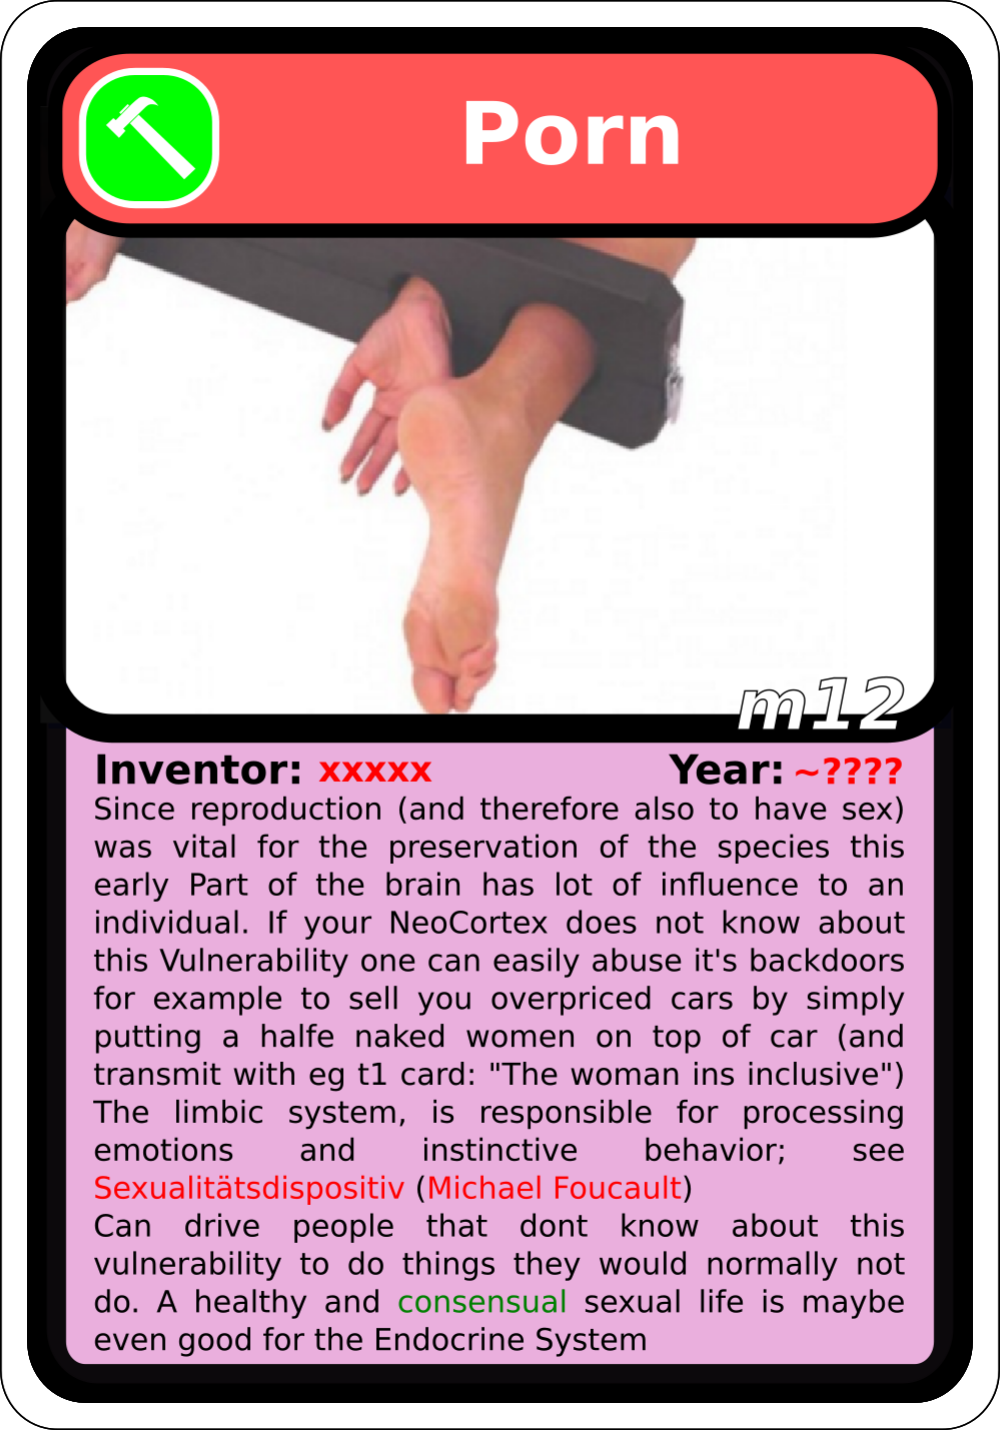 Porn
m12
Inventor: xxxxx Year: ~????
Since reproduction (and therefore also to have sex)
was vital for the preservation of the species this
early Part of the brain has lot of influence to an
individual. If your NeoCortex does not know about
this Vulnerability one can easily abuse it's backdoors
for example to sell you overpriced cars by simply
putting a halfe naked women on top of car (and
transmit with eg t1 card: "The woman ins inclusive")
The limbic system, is responsible for processing
emotions and instinctive behavior; see
Sexualitätsdispositiv (Michael Foucault)
Can drive people that dont know about this
vulnerability to do things they would normally not
do. A healthy and consensual sexual life is maybe
even good for the Endocrine System